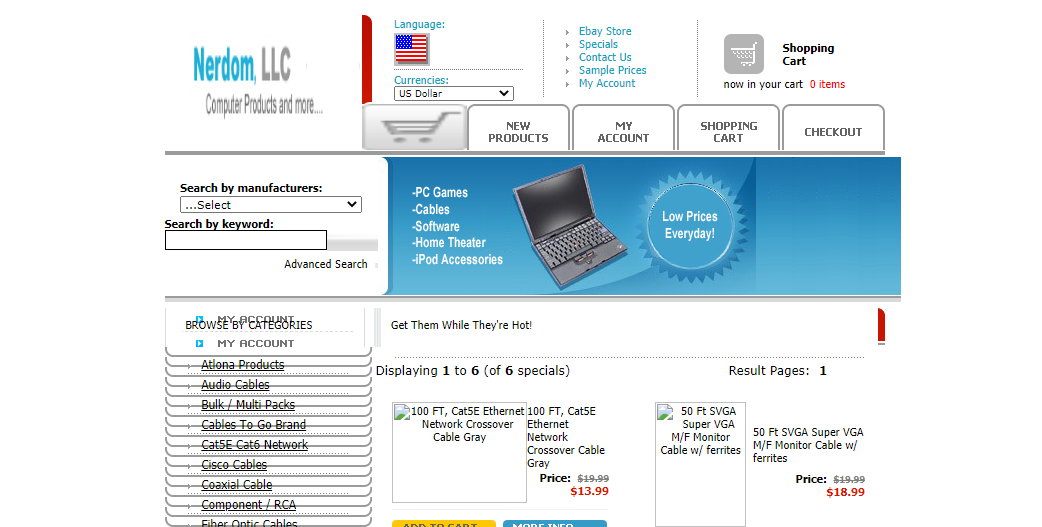 Nerdom, LLC
Computer Products and more....
Language:
Currencies:
US Dollar
Ebay Store
Specials
Contact Us
Sample Prices
My Account
Shopping
Cart
now in your cart 0 items
NEW
PRODUCTS
MY
ACCOUNT
SHOPPING
CART
CHECKOUT
Search by manufacturers:
...Select
Search by keyword:
Advanced Search
-PC Games
-Cables
-Software
-Home Theater
-iPod Accessories
Low Prices
Everyday!
MY ACCOUNT
BROWSE BY CATEGORIES
MY ACCOUNT
Atlona Products
Audio Cables
Bulk / Multi Packs
Cables To Go Brand
Cat5E Cat6 Network
Cisco Cables
Coaxial Cable
Component / RCA
Fiber Optic Cables
Get Them While They're Hot!
Displaying 1 to 6 (of 6 specials)
Result Pages: 1
100 FT, Cat5E Ethernet
Network Crossover
Cable Gray
100 FT, Cat5E
Ethernet
Network
Crossover Cable
Gray
Price: $19.99
$13.99
ADD TO CART
MORE INFO
50 Ft SVGA
Super VGA
M/F Monitor
Cable w/ ferrites
50 Ft SVGA Super VGA
M/F Monitor Cable w/
ferrites
Price: $19.99
$18.99